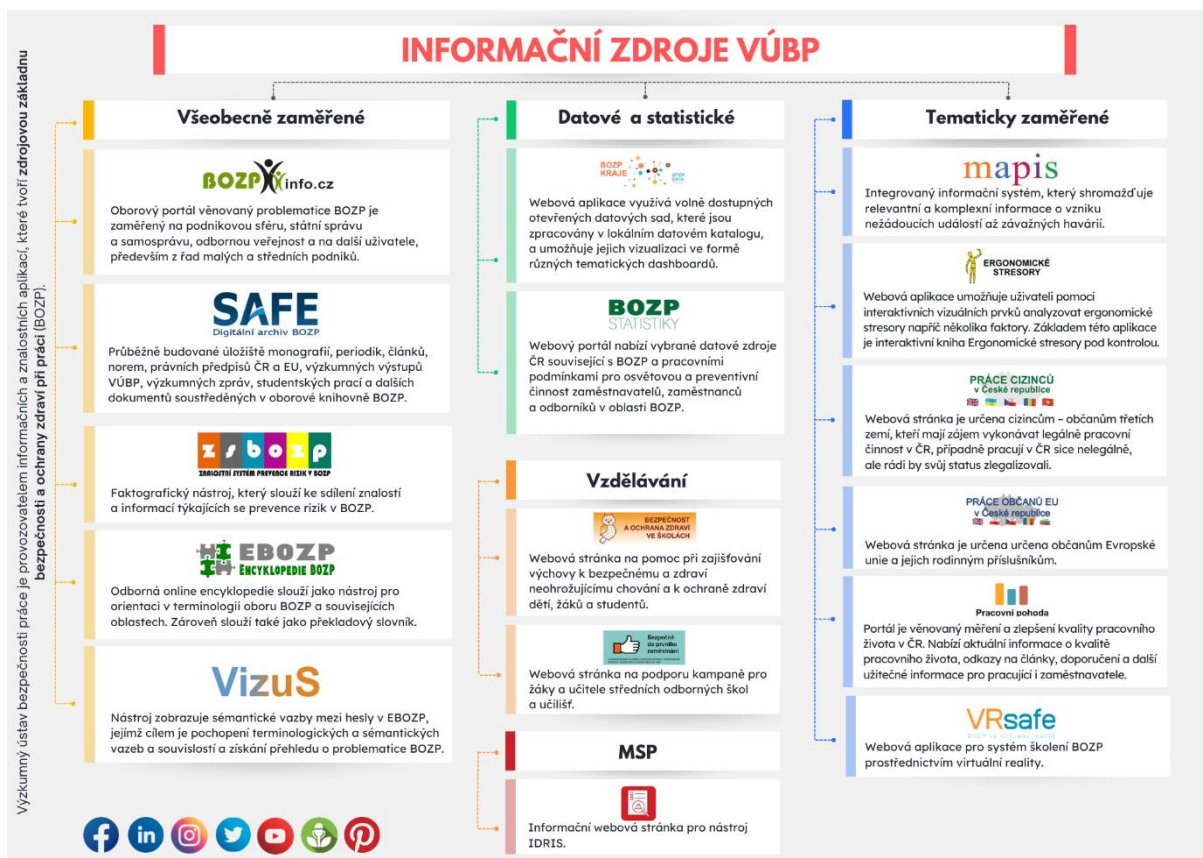 INFORMAČNÍ ZDROJE VÚBP
Výzkumný ústav bezpečnosti práce je provozovatelem informačních a znalostních aplikací, které tvoří zdrojovou základnu
bezpečnosti a ochrany zdraví při práci (BOZP).
Všeobecně zaměřené
BOZP info.cz
Oborový portál věnovaný problematice BOZP je
zaměřený na podnikovou sféru, státní správu
a samosprávu, odbornou veřejnost a na další uživatele,
především z řad malých a středních podniků.
SAFE
Digitální archiv BOZP
Průběžně budované úložiště monografií, periodik, článků,
norem, právních předpisů ČR a EU, výzkumných výstupů
VÚBP, výzkumných zpráv, studentských prací a dalších
dokumentů soustředěných v oborové knihovně BOZP.
zsbozp
ZNALOSTNÍ SYSTÉM PREVENCE RIZIK V BOZP
Faktografický nástroj, který slouží ke sdílení znalostí
a informací týkajících se prevence rizik v BOZP.
EBOZP
ENCYKLOPEDIE BOZP
Odborná online encyklopedie slouží jako nástroj pro
orientaci v terminologii oboru BOZP a souvisejících
oblastech. Zároveň slouží také jako překladový slovník.
VizuS
Nástroj zobrazuje sémantické vazby mezi hesly v EBOZP,
jejímž cílem je pochopení terminologických a sémantických
vazeb a souvislostí a získání přehledu o problematice BOZP.
Datové a statistické
BOZP
KRAJE
OPEN
DATA
Webová aplikace využívá volně dostupných
otevřených datových sad, které jsou
zpracovány v lokálním datovém katalogu,
a umožňuje jejich vizualizaci ve formě
různých tematických dashboardů.
BOZP
STATISTIKY
Webový portál nabízí vybrané datové zdroje
ČR související s BOZP a pracovními
podmínkami pro osvětovou a preventivní
činnost zaměstnavatelů, zaměstnanců
a odborníků v oblasti BOZP.
Vzdělávání
BEZPEČNOST
A OCHRANA ZDRAVÍ
VE ŠKOLÁCH
Webová stránka na pomoc při zajišťování
výchovy k bezpečnému a zdraví
neohrožujícímu chování a k ochraně zdraví
dětí, žáků a studentů.
Bezpečně
do prvního
zaměstnání
Webová stránka na podporu kampaně pro
žáky a učitele středních odborných škol
a učilišť.
MSP
Informační webová stránka pro nástroj
IDRIS.
Tematicky zaměřené
mapis
Integrovaný informační systém, který shromažďuje
relevantní a komplexní informace o vzniku
nežádoucích událostí až závažných havárií.
ERGONOMICKÉ
STRESORY
Webová aplikace umožňuje uživateli pomocí
interaktivních vizuálních prvků analyzovat ergonomické
stresory napříč několika faktory. Základem této aplikace
je interaktivní kniha Ergonomické stresory pod kontrolou.
PRÁCE CIZINCŮ
v České republice
Webová stránka je určena cizincům – občanům třetích
zemí, kteří mají zájem vykonávat legálně pracovní
činnost v ČR, případně pracují v ČR sice nelegálně,
ale rádi by svůj status zlegalizovali.
PRÁCE OBČANŮ EU
v České republice
Webová stránka je určena určena občanům Evropské
unie a jejich rodinným příslušníkům.
Pracovní pohoda
Portál je věnovaný měření a zlepšení kvality pracovního
života v ČR. Nabízí aktuální informace o kvalitě
pracovního života, odkazy na články, doporučení a další
užitečné informace pro pracující i zaměstnavatele.
VRsafe
BOZP ve virtuální realitě
Webová aplikace pro systém školení BOZP
prostřednictvím virtuální reality.